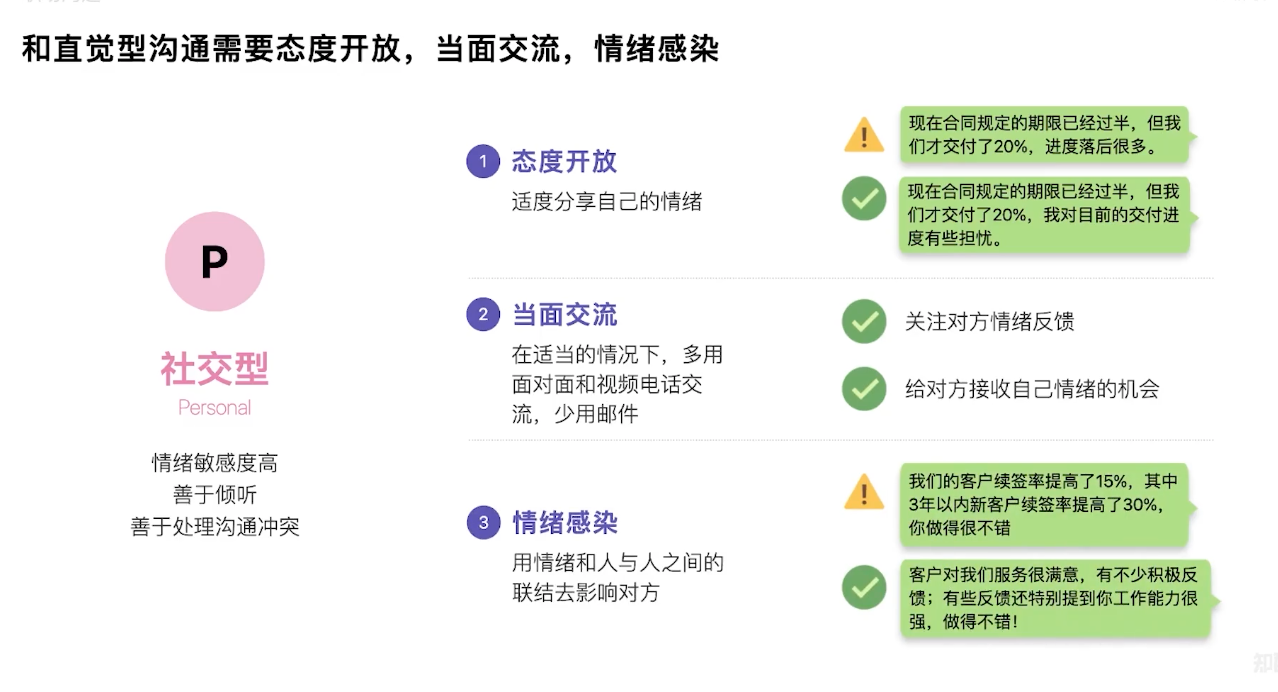 和直觉型沟通需要态度开放，当面交流，情绪感染
P
社交型
Personal
情绪敏感度高
善于倾听
善于处理沟通冲突
1 态度开放
适度分享自己的情绪
现在合同规定的期限已经过半，但我
们才交付了20%，进度落后很多。
现在合同规定的期限已经过半，但我
们才交付了20%，我对目前的交付进
度有些担忧。
2 当面交流
在适当的情况下，多用
面对面和视频电话交
流，少用邮件
关注对方情绪反馈
给对方接收自己情绪的机会
3 情绪感染
用情绪和人与人之间的
联结去影响对方
我们的客户续签率提高了15%，其中
3年以内新客户续签率提高了30%，
你做得很不错
客户对我们服务很满意，有不少积极反
馈；有些反馈还特别提到你工作能力很
强，做得不错！